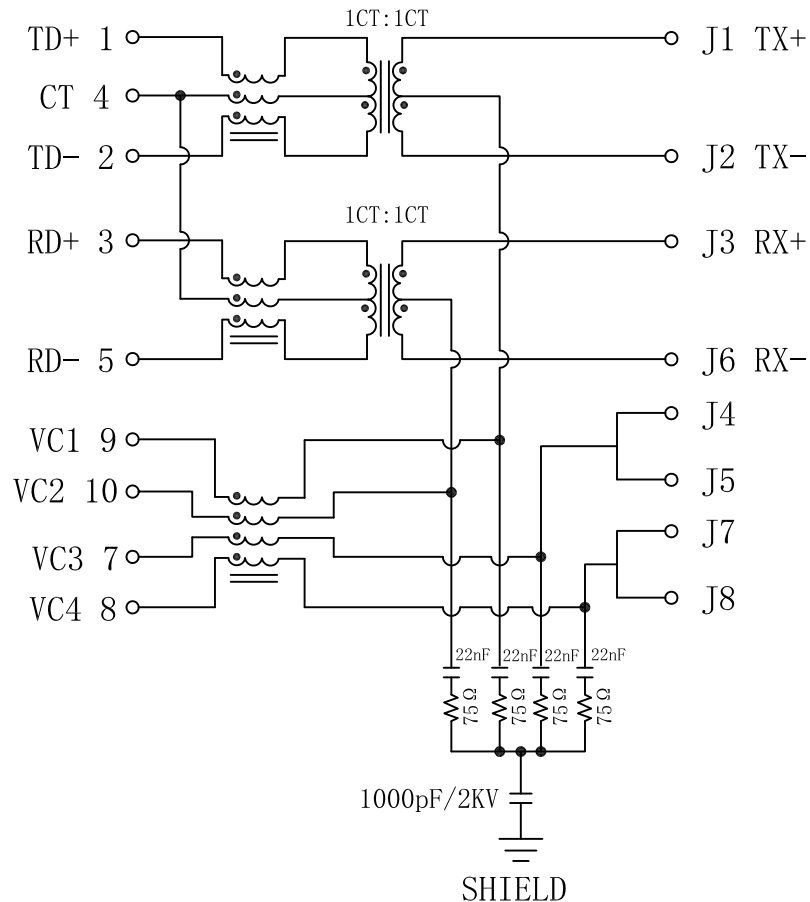 1CT:1CT
TD+ 1
J1 TX+
CT 4
TD- 2
J2 TX-
1CT:1CT
RD+ 3
J3 RX+
RD- 5
J6 RX-
J4
VC1 9
J5
VC2 10
J7
VC3 7
J8
VC4 8
22nF 22nF 22nF 22nF
75Ω 75Ω 75Ω 75Ω
1000pF/2KV
SHIELD